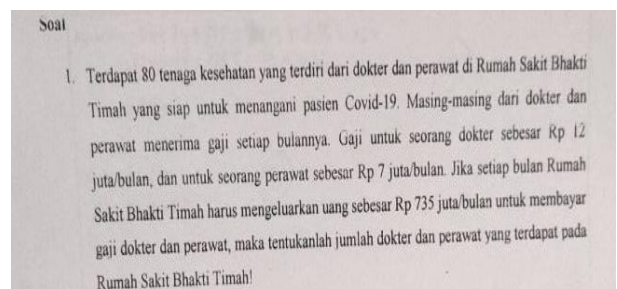 Soal
1. Terdapat 80 tenaga kesehatan yang terdiri dari dokter dan perawat di Rumah Sakit Bhakti
Timah yang siap untuk menangani pasien Covid-19. Masing-masing dari dokter dan
perawat menerima gaji setiap bulannya. Gaji untuk seorang dokter sebesar Rp 12
juta/bulan, dan untuk seorang perawat sebesar Rp 7 juta/bulan. Jika setiap bulan Rumah
Sakit Bhakti Timah harus mengeluarkan uang sebesar Rp 735 juta/bulan untuk membayar
gaji dokter dan perawat, maka tentukanlah jumlah dokter dan perawat yang terdapat pada
Rumah Sakit Bhakti Timah!